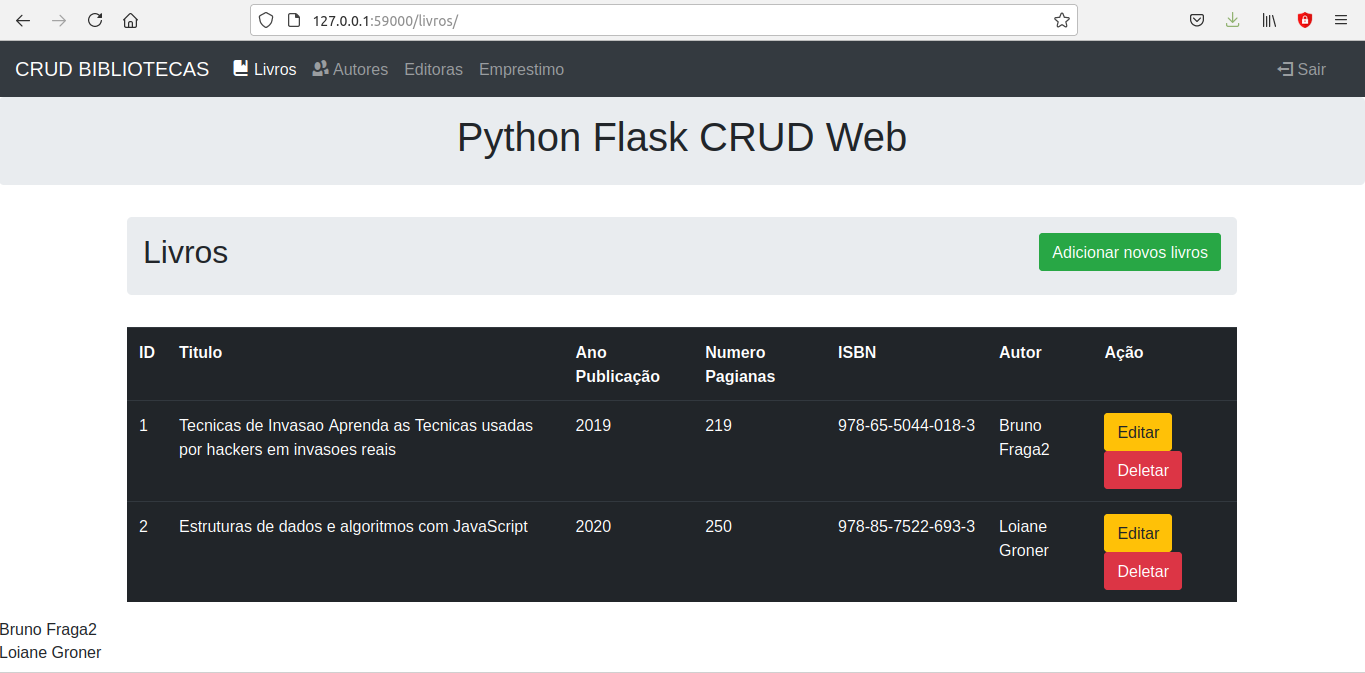 127.0.0.1:59000/livros/
CRUD BIBLIOTECAS Livros Autores Editoras Emprestimo Sair
Python Flask CRUD Web
Livros Adicionar novos livros
ID Titulo Ano Numero ISBN Autor Ação
Publicação Pagianas
1 Tecnicas de Invasao Aprenda as Tecnicas usadas 2019 219 978-65-5044-018-3 Bruno Editar
por hackers em invasoes reais Fraga2
Deletar
2 Estruturas de dados e algoritmos com JavaScript 2020 250 978-85-7522-693-3 Loiane Editar
Groner
Deletar
Bruno Fraga2
Loiane Groner